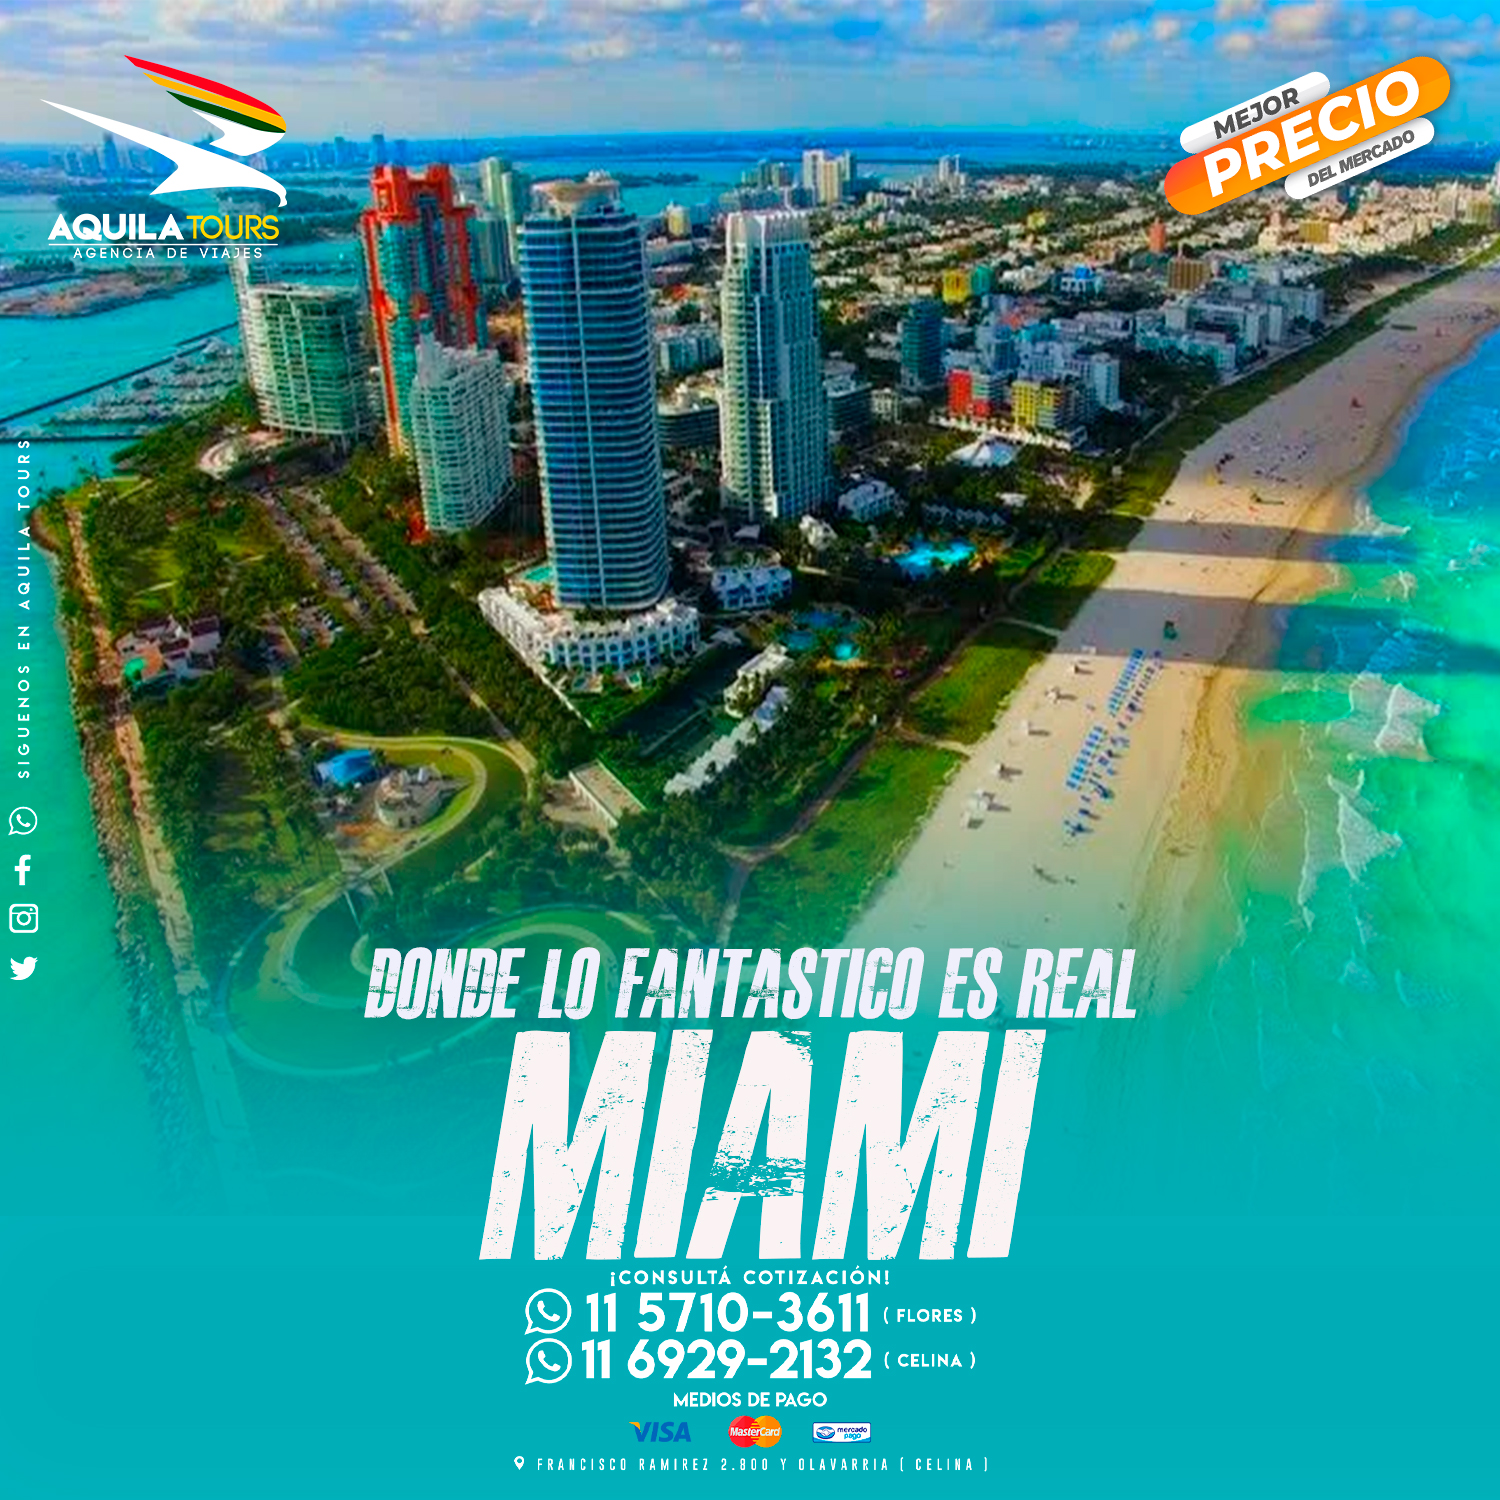 AQUILA TOURS
AGENCIA DE VIAJES
MEJOR
PRECIO
DEL MERCADO
SIGUENOS EN AQUILA TOURS
DONDE LO FANTASTICO ES REAL
MIAMI
¡CONSULTÁ COTIZACIÓN!
11 5710-3611 ( FLORES )
11 6929-2132 ( CELINA )
MEDIOS DE PAGO
VISA MasterCard mercado pago
FRANCISCO RAMIREZ 2.800 Y OLAVARRIA ( CELINA )